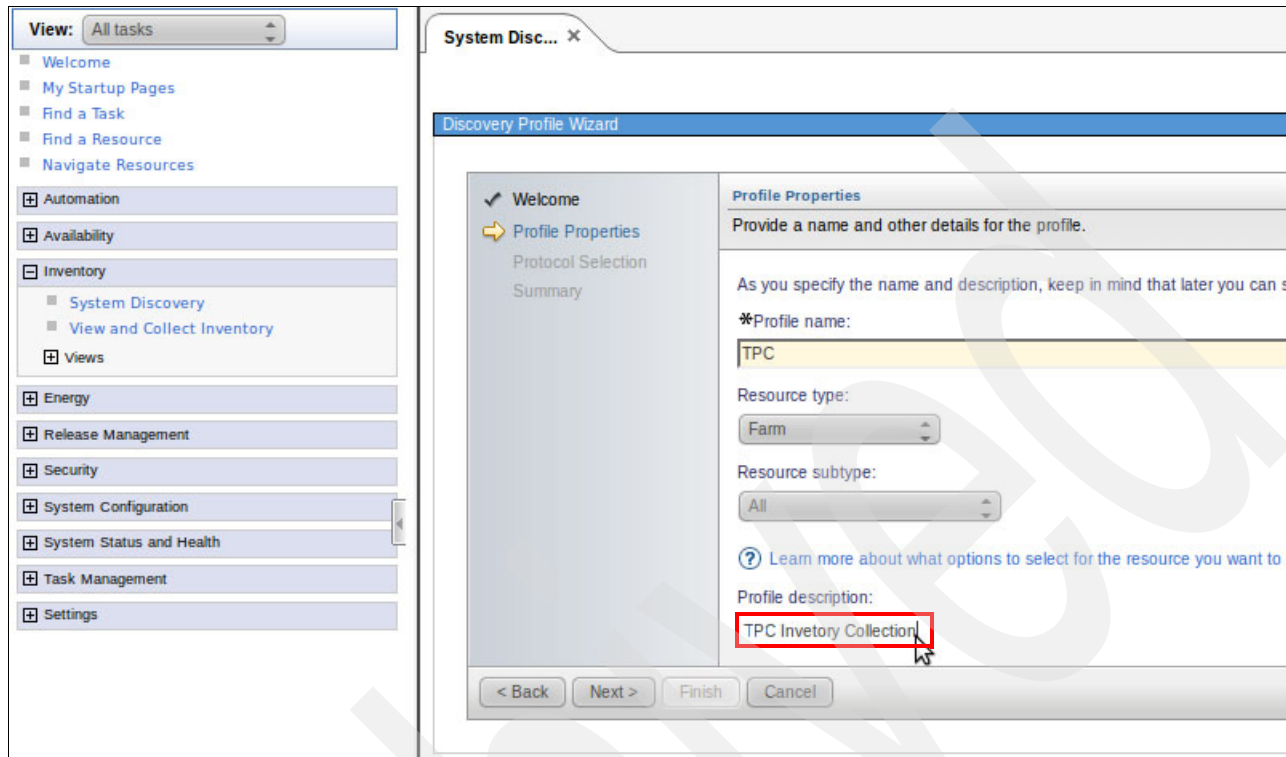 View: All tasks
Welcome
My Startup Pages
Find a Task
Find a Resource
Navigate Resources
Automation
Availability
Inventory
System Discovery
View and Collect Inventory
Views
Energy
Release Management
Security
System Configuration
System Status and Health
Task Management
Settings
System Disc...
Discovery Profile Wizard
Welcome
Profile Properties
Protocol Selection
Summary
Profile Properties
Provide a name and other details for the profile.
As you specify the name and description, keep in mind that later you can s
*Profile name:
TPC
Resource type:
Farm
Resource subtype:
All
Learn more about what options to select for the resource you want to
Profile description:
TPC Invetory Collection
< Back Next > Finish Cancel